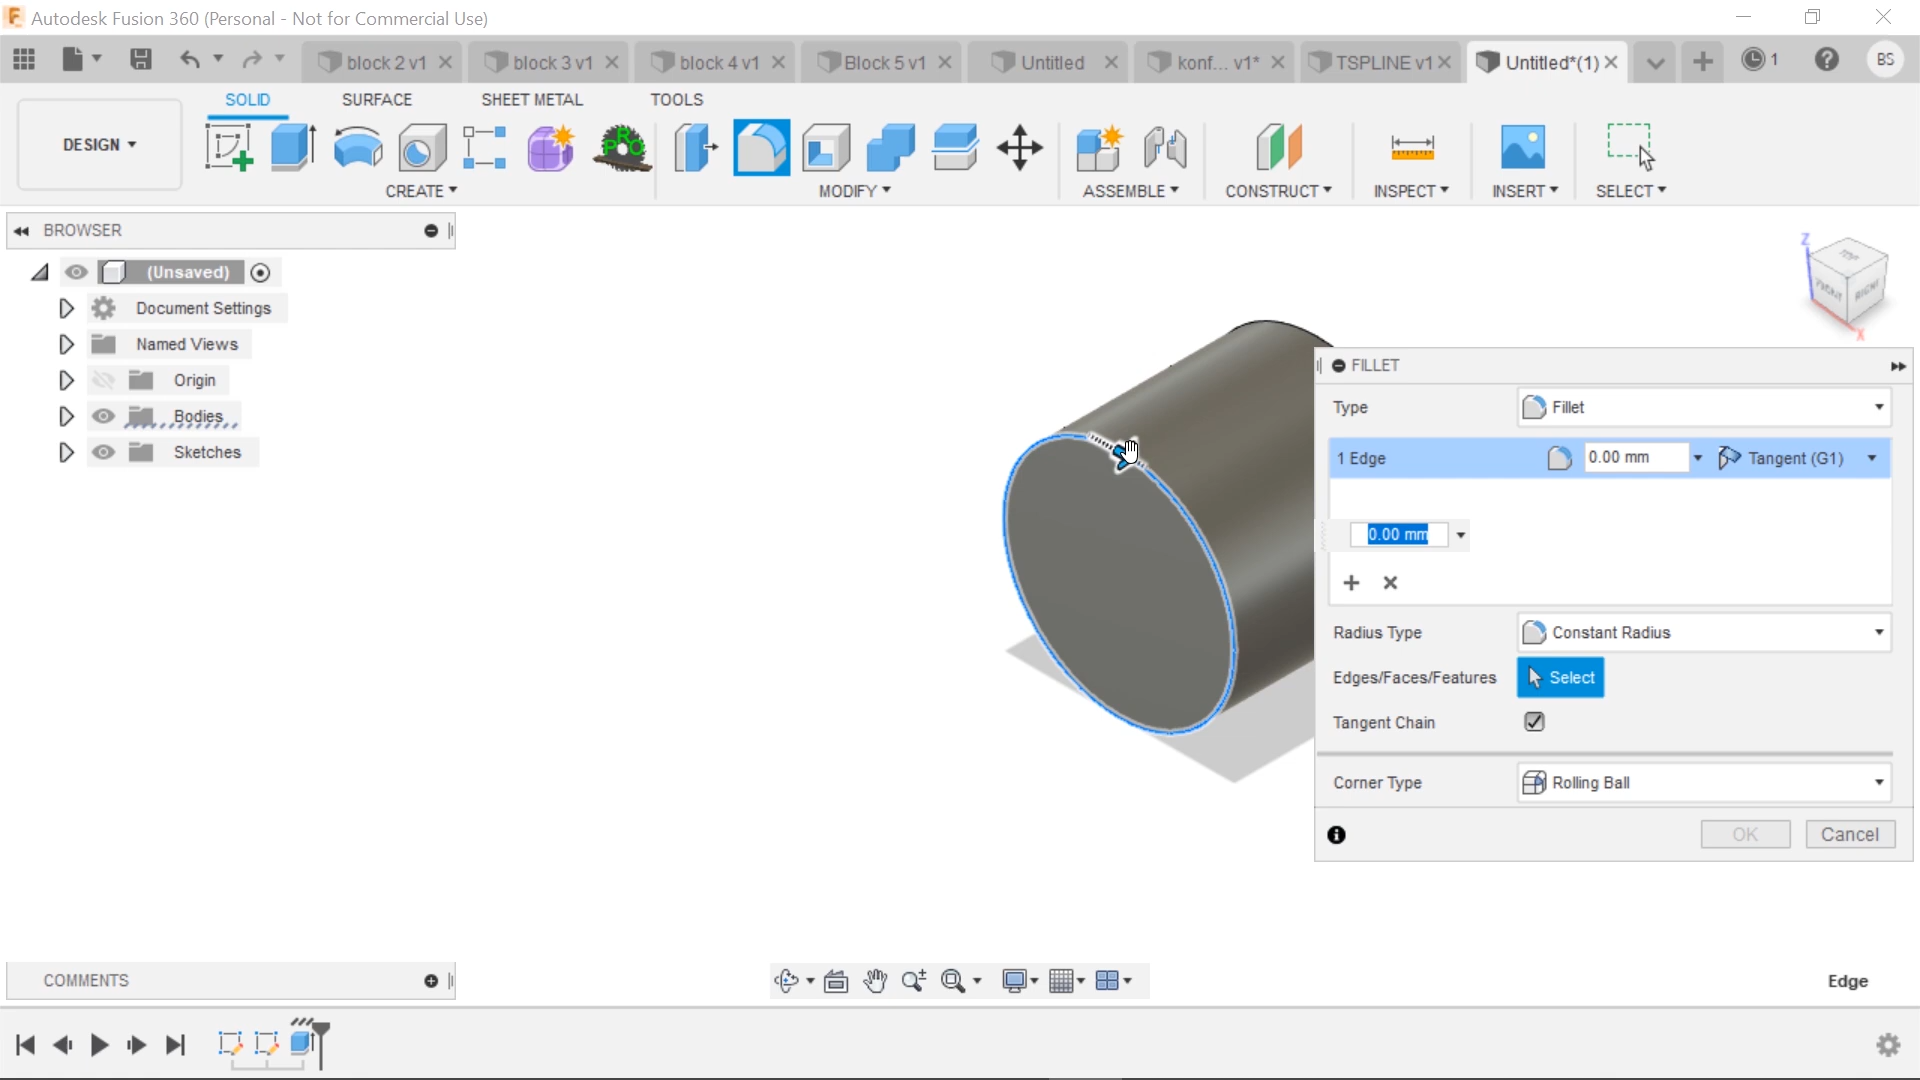 Autodesk Fusion 360 (Personal - Not for Commercial Use)
block 2 v1
block 3 v1
block 4 v1
Block 5 v1
Untitled
konf... v1*
TSPLINE v1
Untitled*(1)
1
BS
SOLID
SURFACE
SHEET METAL
TOOLS
DESIGN
PRO
CREATE
MODIFY
ASSEMBLE
CONSTRUCT
INSPECT
INSERT
SELECT
BROWSER
(Unsaved)
Document Settings
Named Views
Origin
Bodies
Sketches
Z
TOP
FRONT
RIGHT
X
FILLET
Type
Fillet
1 Edge
0.00 mm
Tangent (G1)
0.00 mm
Radius Type
Constant Radius
Edges/Faces/Features
Select
Tangent Chain
Corner Type
Rolling Ball
OK
Cancel
COMMENTS
Edge